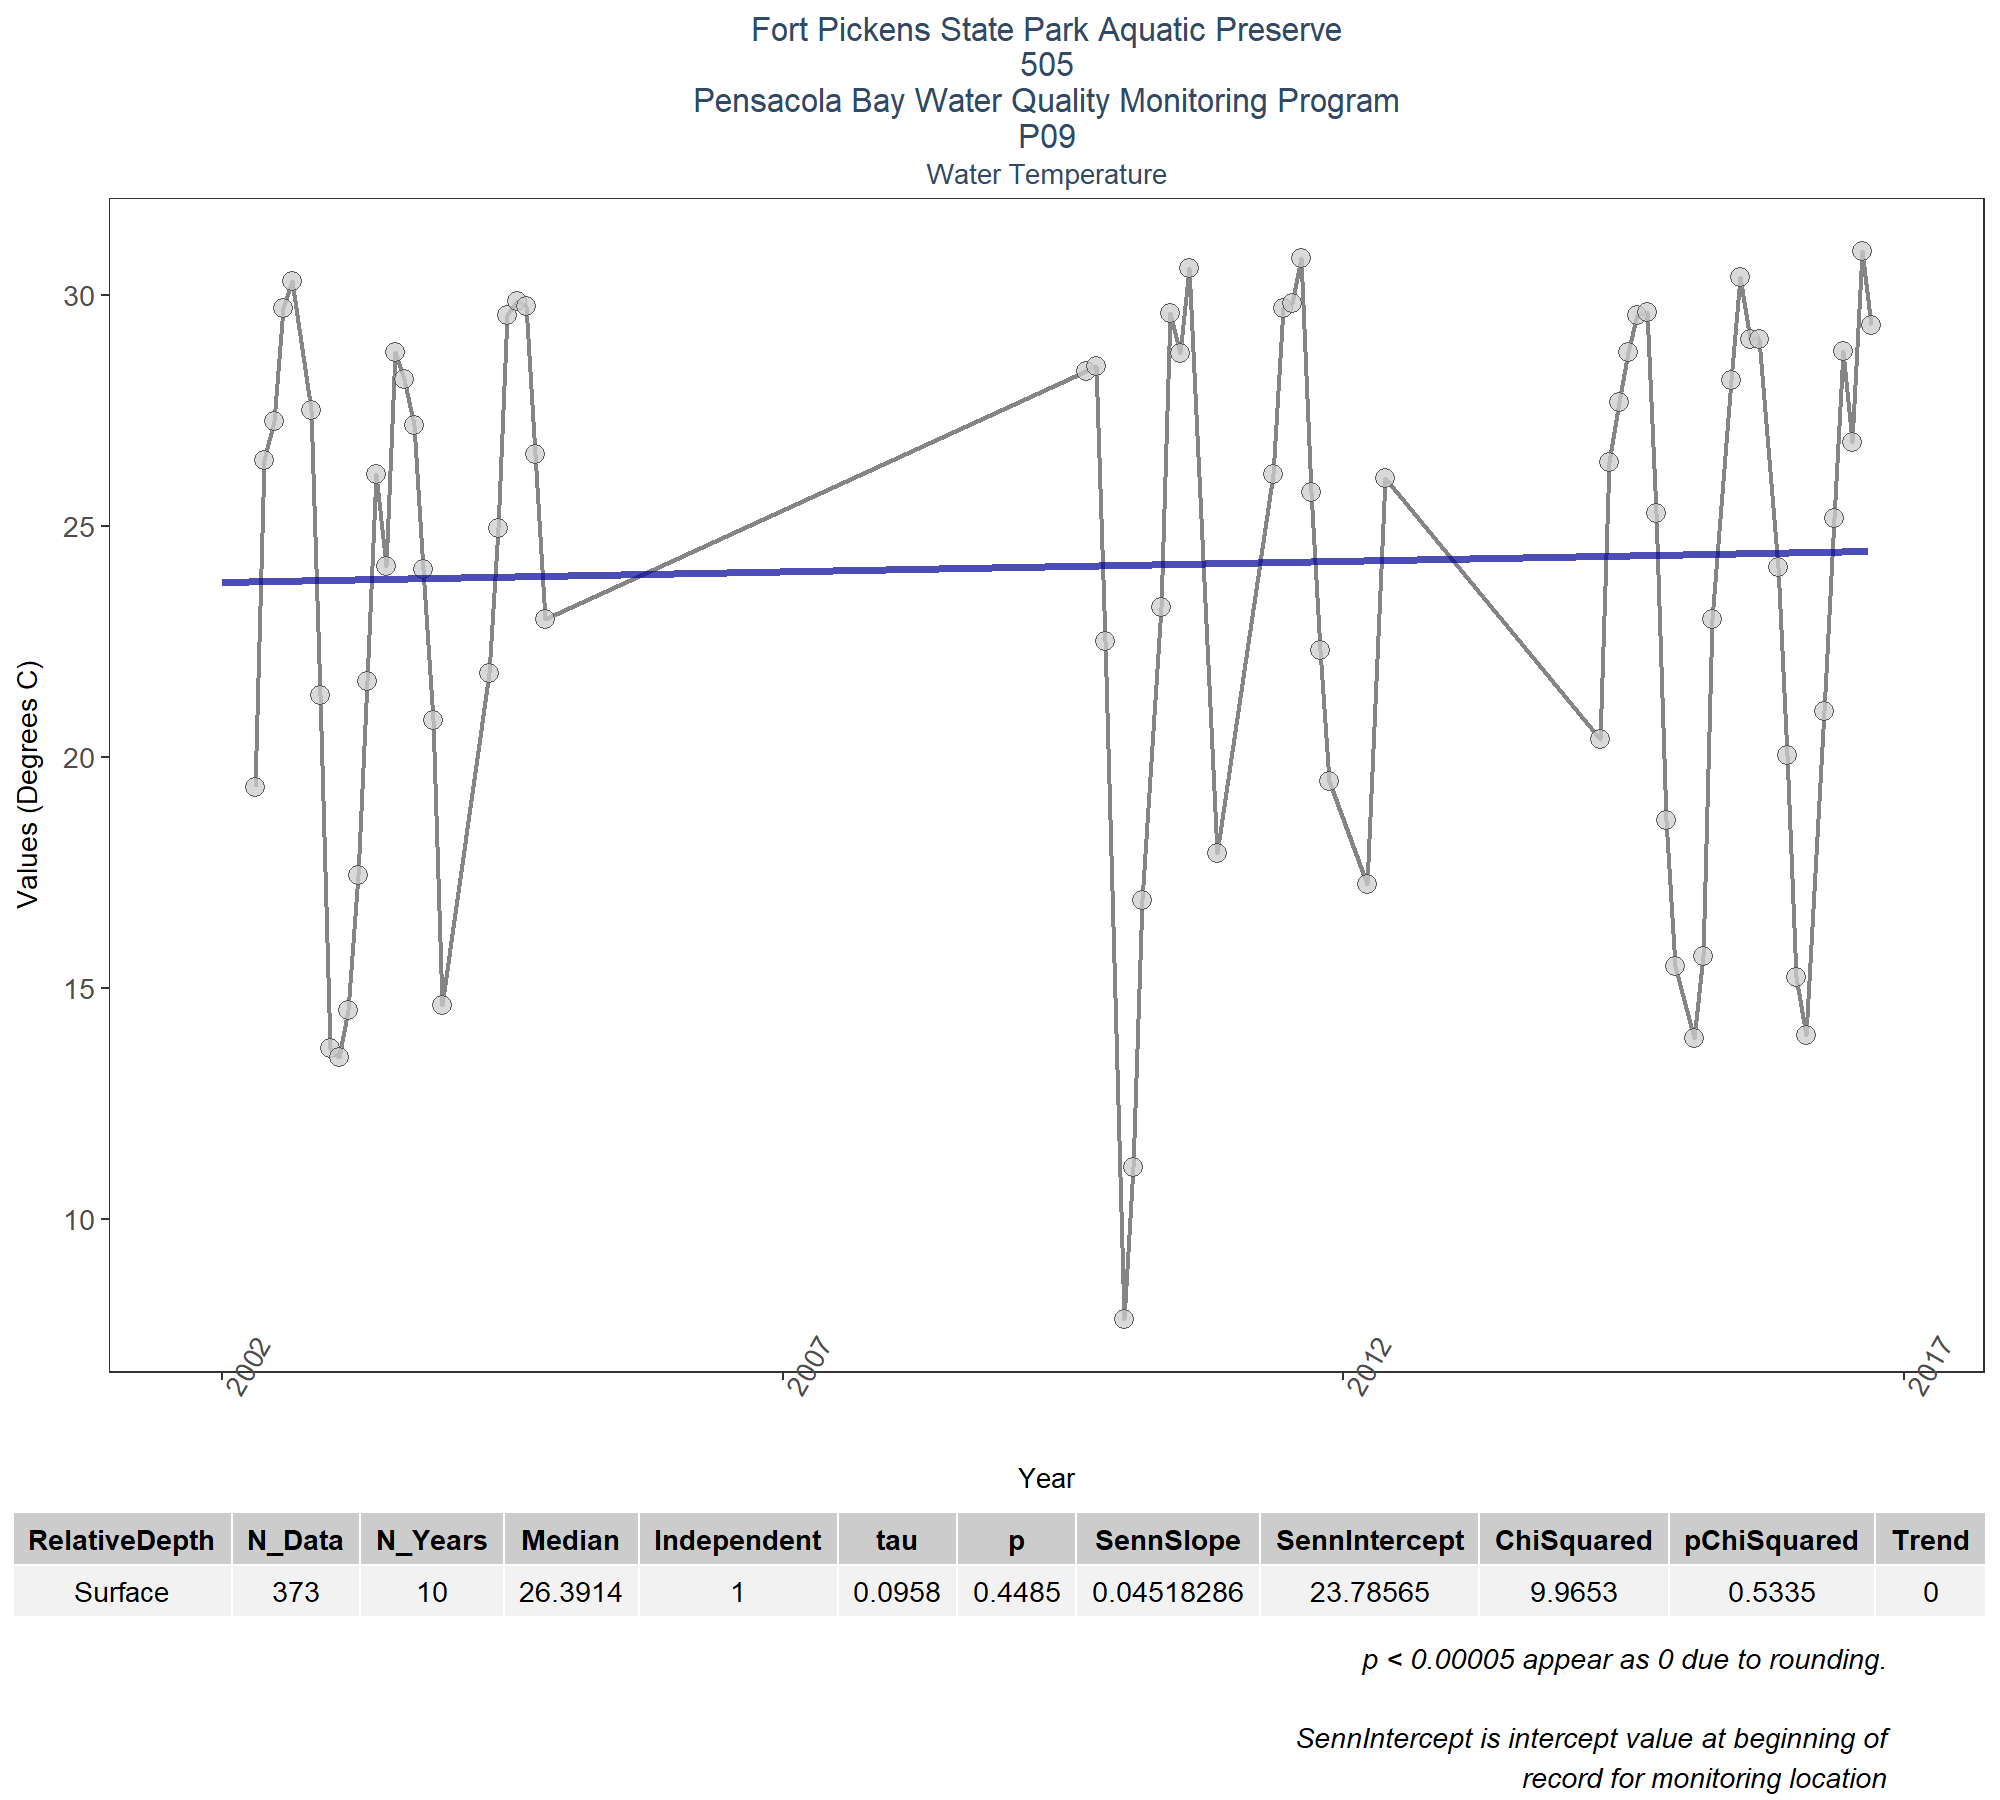 Fort Pickens State Park Aquatic Preserve
505
Pensacola Bay Water Quality Monitoring Program
P09
Water Temperature
Values (Degrees C)
30
25
20
15
10
2002 2007 2012 2017
Year
RelativeDepth N_Data N_Years Median Independent tau p SennSlope SennIntercept ChiSquared pChiSquared Trend
Surface 373 10 26.3914 1 0.0958 0.4485 0.04518286 23.78565 9.9653 0.5335 0
p < 0.00005 appear as 0 due to rounding.
SennIntercept is intercept value at beginning of
record for monitoring location